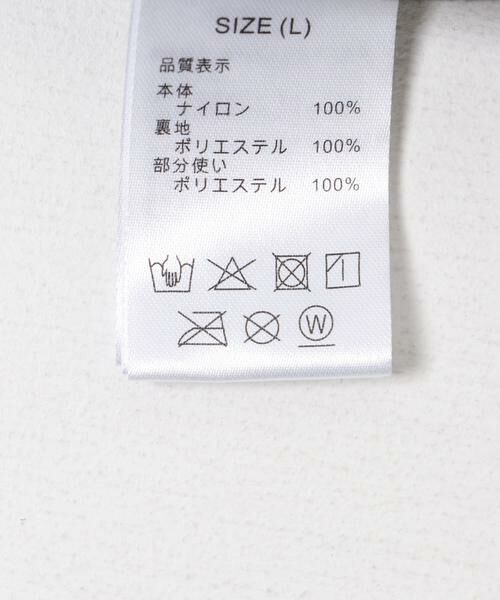 SIZE (L)
品質表示
本体
ナイロン 100%
裏地
ポリエステル 100%
部分使い
ポリエステル 100%
W